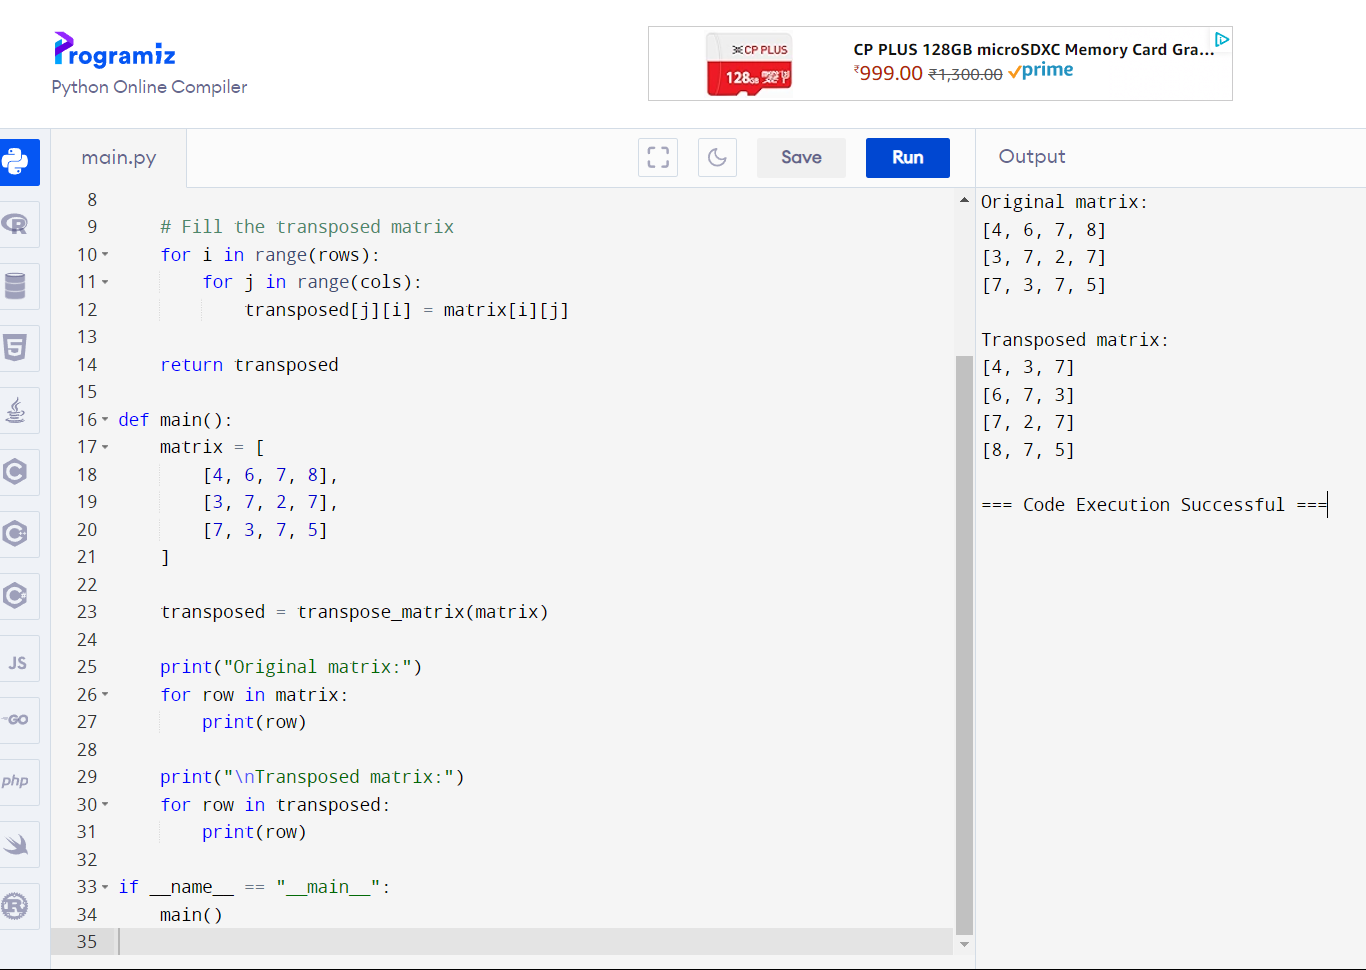 Programiz
Python Online Compiler
CP PLUS
128GB
CP PLUS 128GB microSDXC Memory Card Gra...
₹999.00 ₹1,300.00 prime
main.py
Save
Run
Output
8
9 # Fill the transposed matrix
10 for i in range(rows):
11 for j in range(cols):
12 transposed[j][i] = matrix[i][j]
13
14 return transposed
15
16 def main():
17 matrix = [
18 [4, 6, 7, 8],
19 [3, 7, 2, 7],
20 [7, 3, 7, 5]
21 ]
22
23 transposed = transpose_matrix(matrix)
24
25 print("Original matrix:")
26 for row in matrix:
27 print(row)
28
29 print("\nTransposed matrix:")
30 for row in transposed:
31 print(row)
32
33 if __name__ == "__main__":
34 main()
35
Original matrix:
[4, 6, 7, 8]
[3, 7, 2, 7]
[7, 3, 7, 5]
Transposed matrix:
[4, 3, 7]
[6, 7, 3]
[7, 2, 7]
[8, 7, 5]
=== Code Execution Successful ===
R
5
C
C
C
JS
GO
php
R